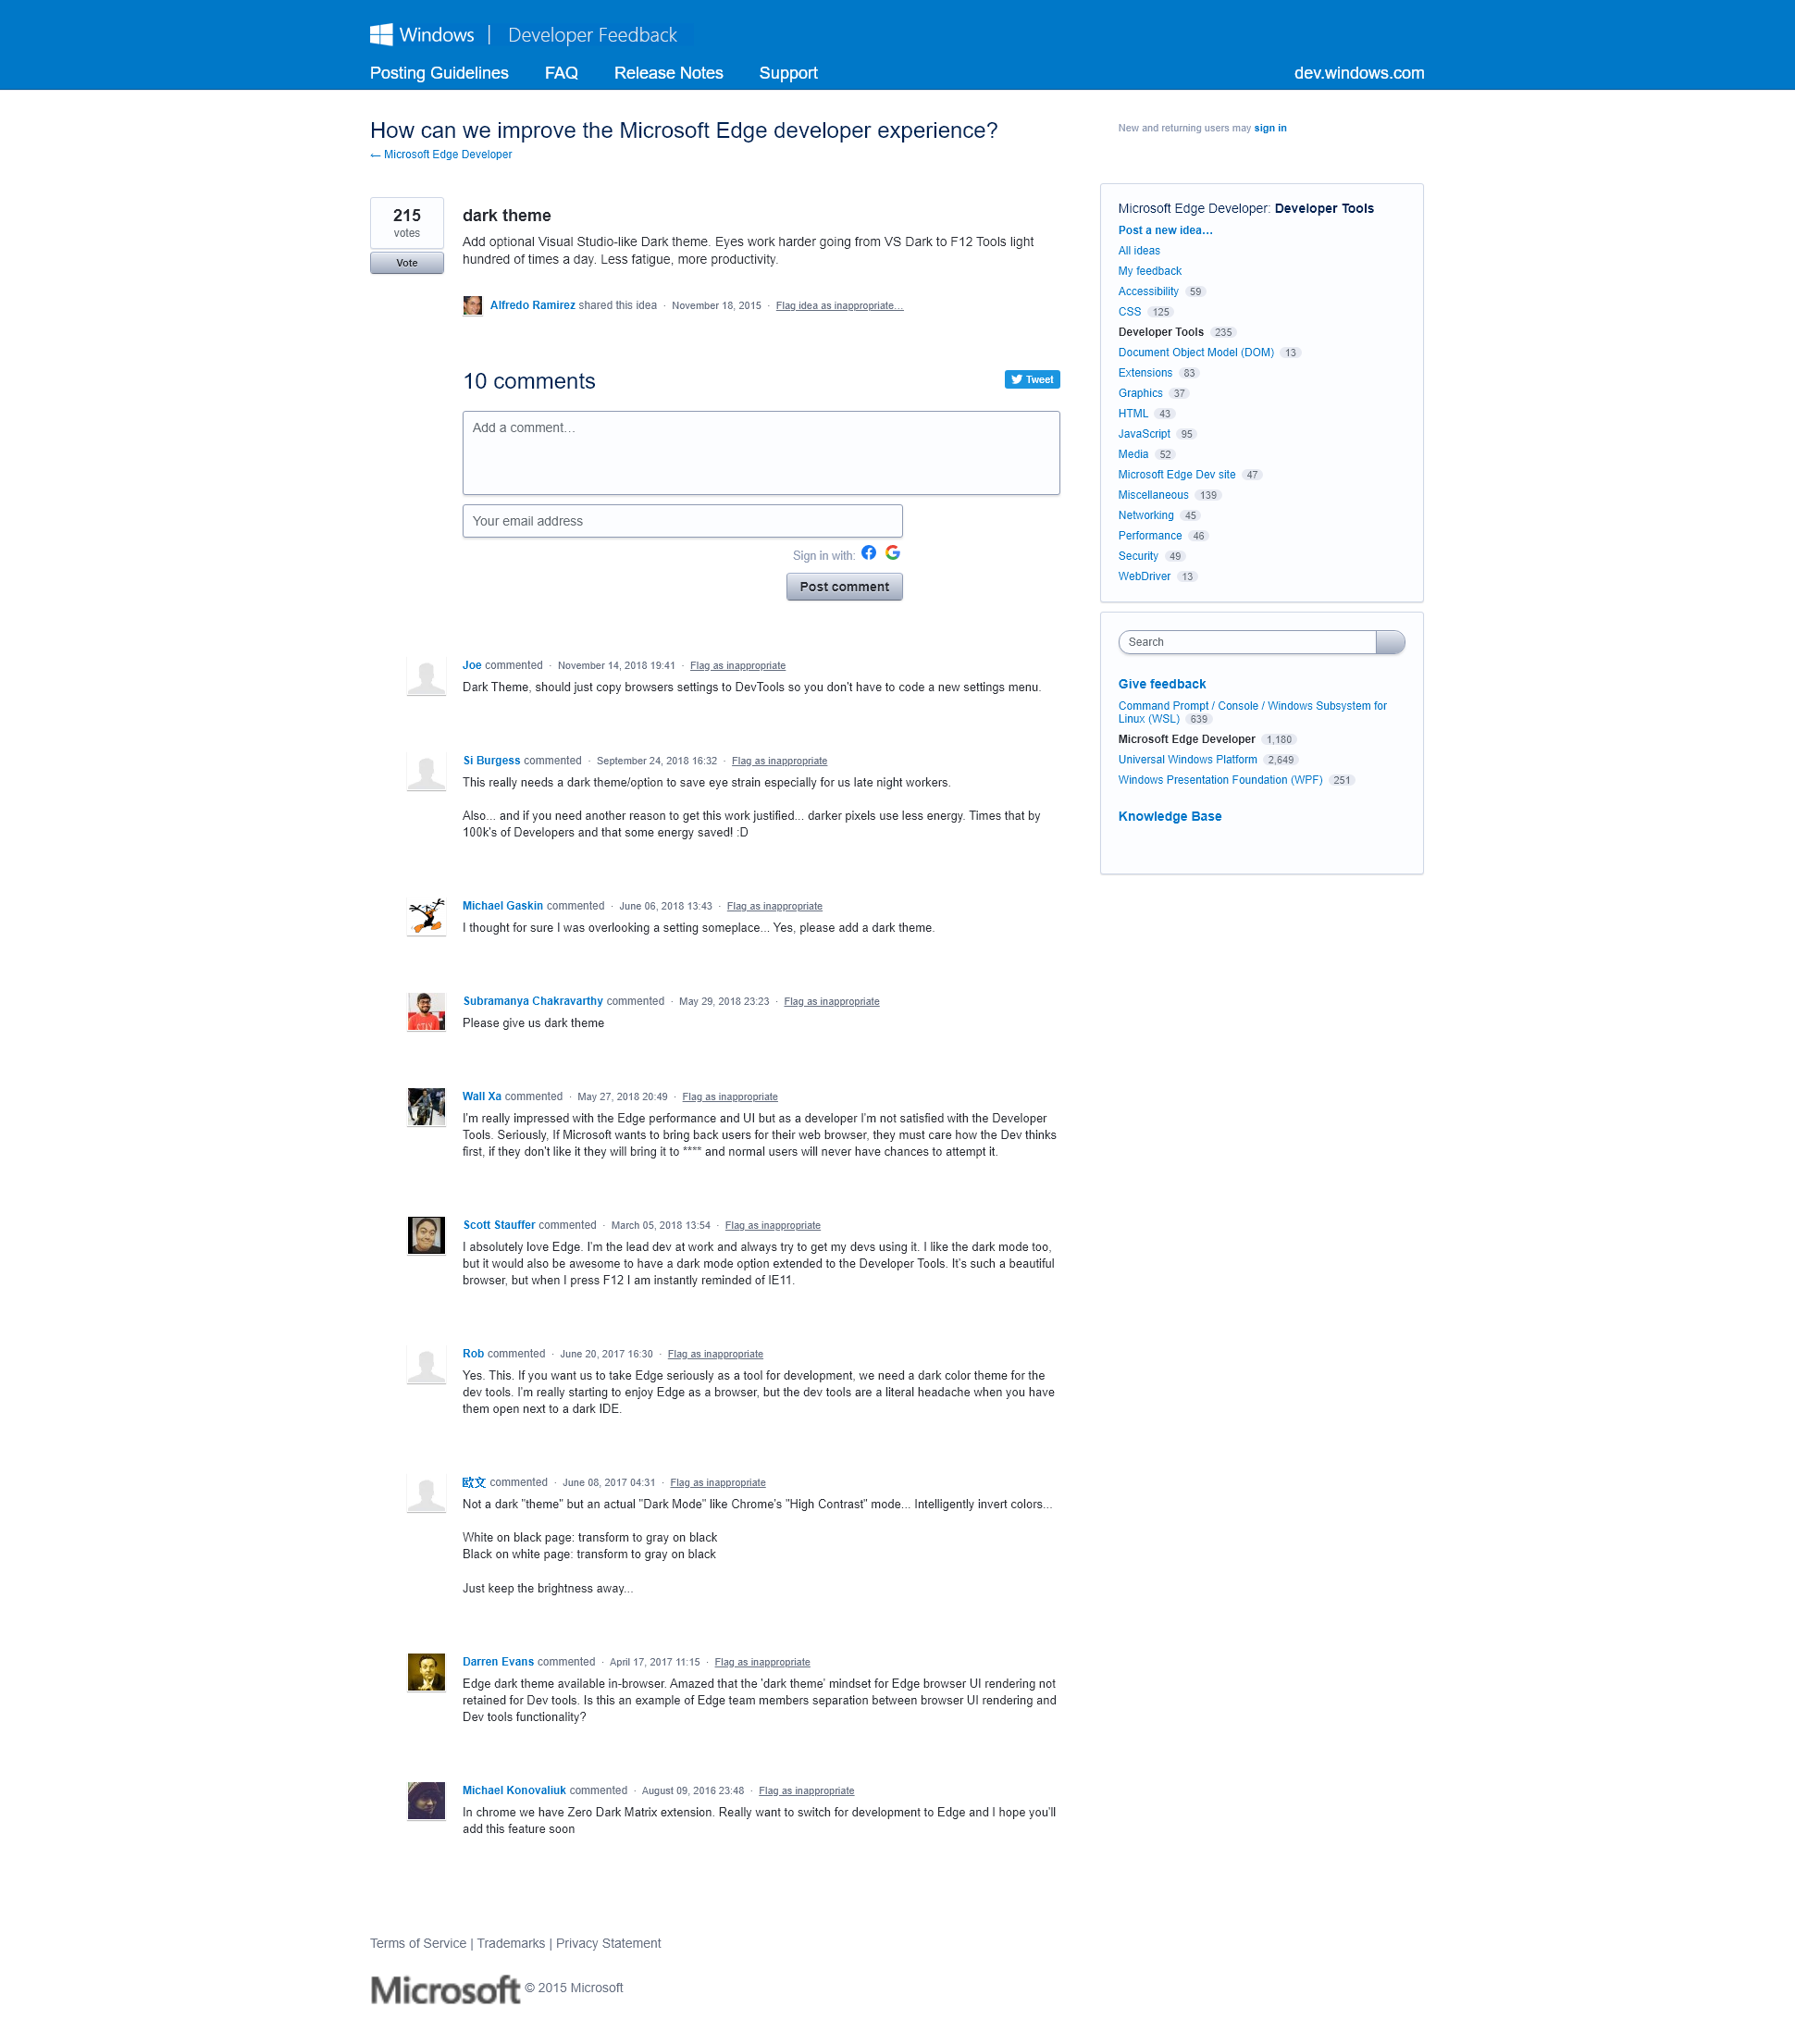 Windows | Developer Feedback
Posting Guidelines FAQ Release Notes Support dev.windows.com
How can we improve the Microsoft Edge developer experience?
← Microsoft Edge Developer
New and returning users may sign in
215
votes
Vote
dark theme
Add optional Visual Studio-like Dark theme. Eyes work harder going from VS Dark to F12 Tools light
hundred of times a day. Less fatigue, more productivity.
Alfredo Ramirez shared this idea · November 18, 2015 · Flag idea as inappropriate…
10 comments
Tweet
Add a comment…
Your email address
Sign in with:
Post comment
Joe commented · November 14, 2018 19:41 · Flag as inappropriate
Dark Theme, should just copy browsers settings to DevTools so you don't have to code a new settings menu.
Si Burgess commented · September 24, 2018 16:32 · Flag as inappropriate
This really needs a dark theme/option to save eye strain especially for us late night workers.
Also... and if you need another reason to get this work justified... darker pixels use less energy. Times that by
100k's of Developers and that some energy saved! :D
Michael Gaskin commented · June 06, 2018 13:43 · Flag as inappropriate
I thought for sure I was overlooking a setting someplace... Yes, please add a dark theme.
Subramanya Chakravarthy commented · May 29, 2018 23:23 · Flag as inappropriate
Please give us dark theme
Wall Xa commented · May 27, 2018 20:49 · Flag as inappropriate
I'm really impressed with the Edge performance and UI but as a developer I'm not satisfied with the Developer
Tools. Seriously, If Microsoft wants to bring back users for their web browser, they must care how the Dev thinks
first, if they don't like it they will bring it to **** and normal users will never have chances to attempt it.
Scott Stauffer commented · March 05, 2018 13:54 · Flag as inappropriate
I absolutely love Edge. I'm the lead dev at work and always try to get my devs using it. I like the dark mode too,
but it would also be awesome to have a dark mode option extended to the Developer Tools. It's such a beautiful
browser, but when I press F12 I am instantly reminded of IE11.
Rob commented · June 20, 2017 16:30 · Flag as inappropriate
Yes. This. If you want us to take Edge seriously as a tool for development, we need a dark color theme for the
dev tools. I'm really starting to enjoy Edge as a browser, but the dev tools are a literal headache when you have
them open next to a dark IDE.
欧文 commented · June 08, 2017 04:31 · Flag as inappropriate
Not a dark "theme" but an actual "Dark Mode" like Chrome's "High Contrast" mode... Intelligently invert colors...
White on black page: transform to gray on black
Black on white page: transform to gray on black
Just keep the brightness away...
Darren Evans commented · April 17, 2017 11:15 · Flag as inappropriate
Edge dark theme available in-browser. Amazed that the 'dark theme' mindset for Edge browser UI rendering not
retained for Dev tools. Is this an example of Edge team members separation between browser UI rendering and
Dev tools functionality?
Michael Konovaliuk commented · August 09, 2016 23:48 · Flag as inappropriate
In chrome we have Zero Dark Matrix extension. Really want to switch for development to Edge and I hope you'll
add this feature soon
Microsoft Edge Developer: Developer Tools
Post a new idea…
All ideas
My feedback
Accessibility 59
CSS 125
Developer Tools 235
Document Object Model (DOM) 13
Extensions 83
Graphics 37
HTML 43
JavaScript 95
Media 52
Microsoft Edge Dev site 47
Miscellaneous 139
Networking 45
Performance 46
Security 49
WebDriver 13
Search
Give feedback
Command Prompt / Console / Windows Subsystem for
Linux (WSL) 639
Microsoft Edge Developer 1,180
Universal Windows Platform 2,649
Windows Presentation Foundation (WPF) 251
Knowledge Base
Terms of Service | Trademarks | Privacy Statement
Microsoft © 2015 Microsoft